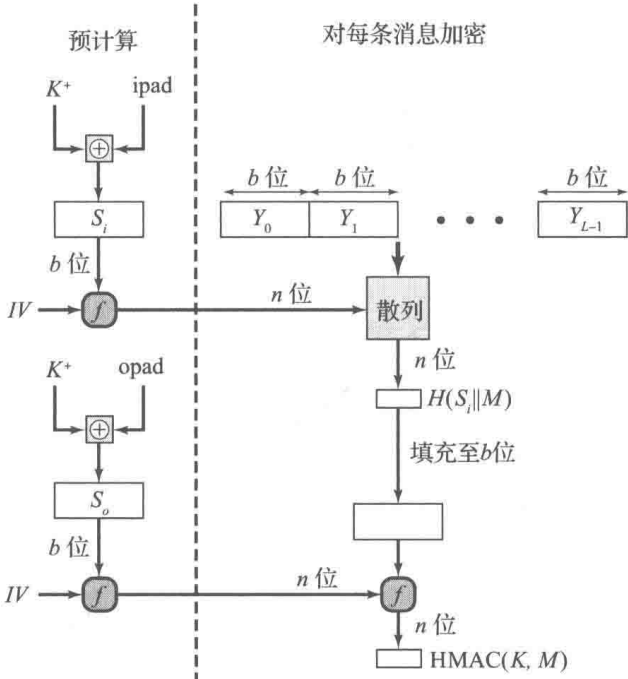 预计算
对每条消息加密
K⁺
ipad
⊕
b 位
b 位
b 位
S_i
Y_0
Y_1
• • •
Y_{L-1}
b 位
IV
f
n 位
散列
n 位
K⁺
opad
H(S_i||M)
⊕
填充至b位
S_o
b 位
IV
f
n 位
f
n 位
HMAC(K, M)